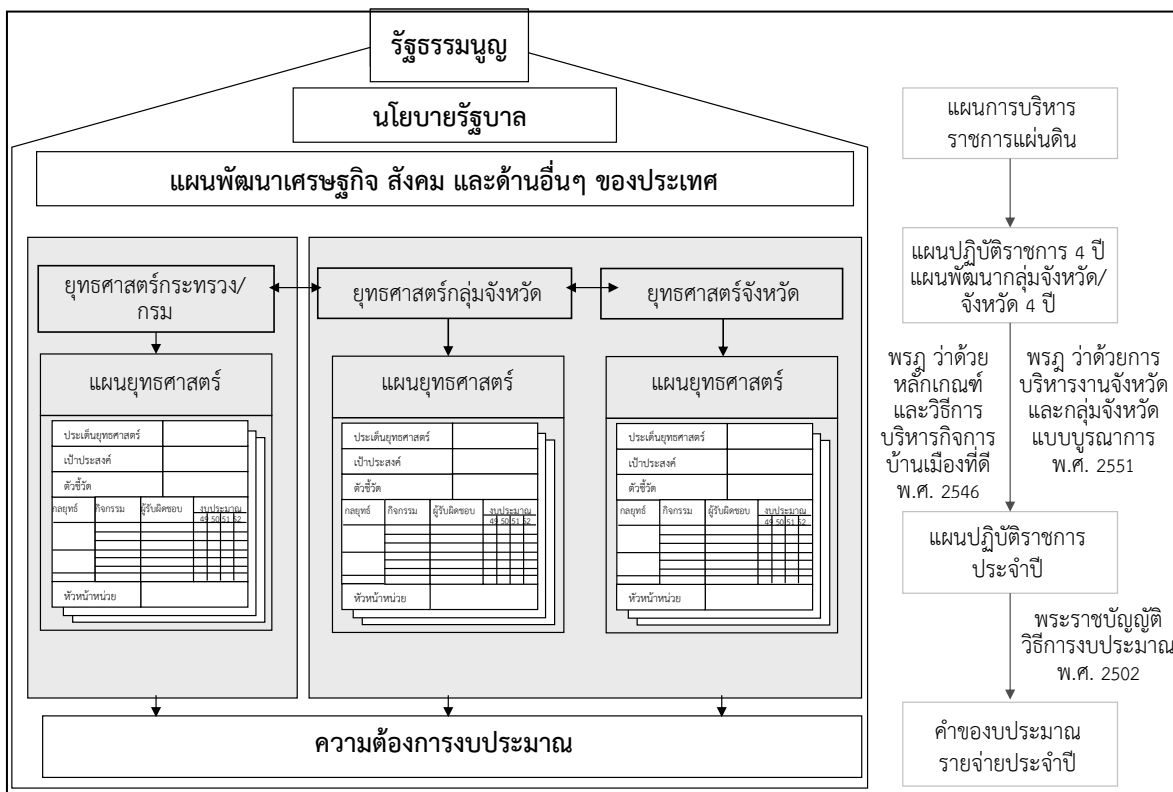 รัฐธรรมนูญ
นโยบายรัฐบาล
แผนพัฒนาเศรษฐกิจ สังคม และด้านอื่นๆ ของประเทศ
ยุทธศาสตร์กระทรวง/
กรม
ยุทธศาสตร์กลุ่มจังหวัด
ยุทธศาสตร์จังหวัด
แผนยุทธศาสตร์
ประเด็นยุทธศาสตร์
เป้าประสงค์
ตัวชี้วัด
กลยุทธ์ กิจกรรม ผู้รับผิดชอบ งบประมาณ
49 50 51 52
หัวหน้าหน่วย
แผนยุทธศาสตร์
ประเด็นยุทธศาสตร์
เป้าประสงค์
ตัวชี้วัด
กลยุทธ์ กิจกรรม ผู้รับผิดชอบ งบประมาณ
49 50 51 52
หัวหน้าหน่วย
แผนยุทธศาสตร์
ประเด็นยุทธศาสตร์
เป้าประสงค์
ตัวชี้วัด
กลยุทธ์ กิจกรรม ผู้รับผิดชอบ งบประมาณ
49 50 51 52
หัวหน้าหน่วย
ความต้องการงบประมาณ
แผนการบริหาร
ราชการแผ่นดิน
แผนปฏิบัติราชการ 4 ปี
แผนพัฒนากลุ่มจังหวัด/
จังหวัด 4 ปี
พรฎ ว่าด้วย
หลักเกณฑ์
และวิธีการ
บริหารกิจการ
บ้านเมืองที่ดี
พ.ศ. 2546
พรฎ ว่าด้วยการ
บริหารงานจังหวัด
และกลุ่มจังหวัด
แบบบูรณาการ
พ.ศ. 2551
แผนปฏิบัติราชการ
ประจำปี
พระราชบัญญัติ
วิธีการงบประมาณ
พ.ศ. 2502
คำของบประมาณ
รายจ่ายประจำปี